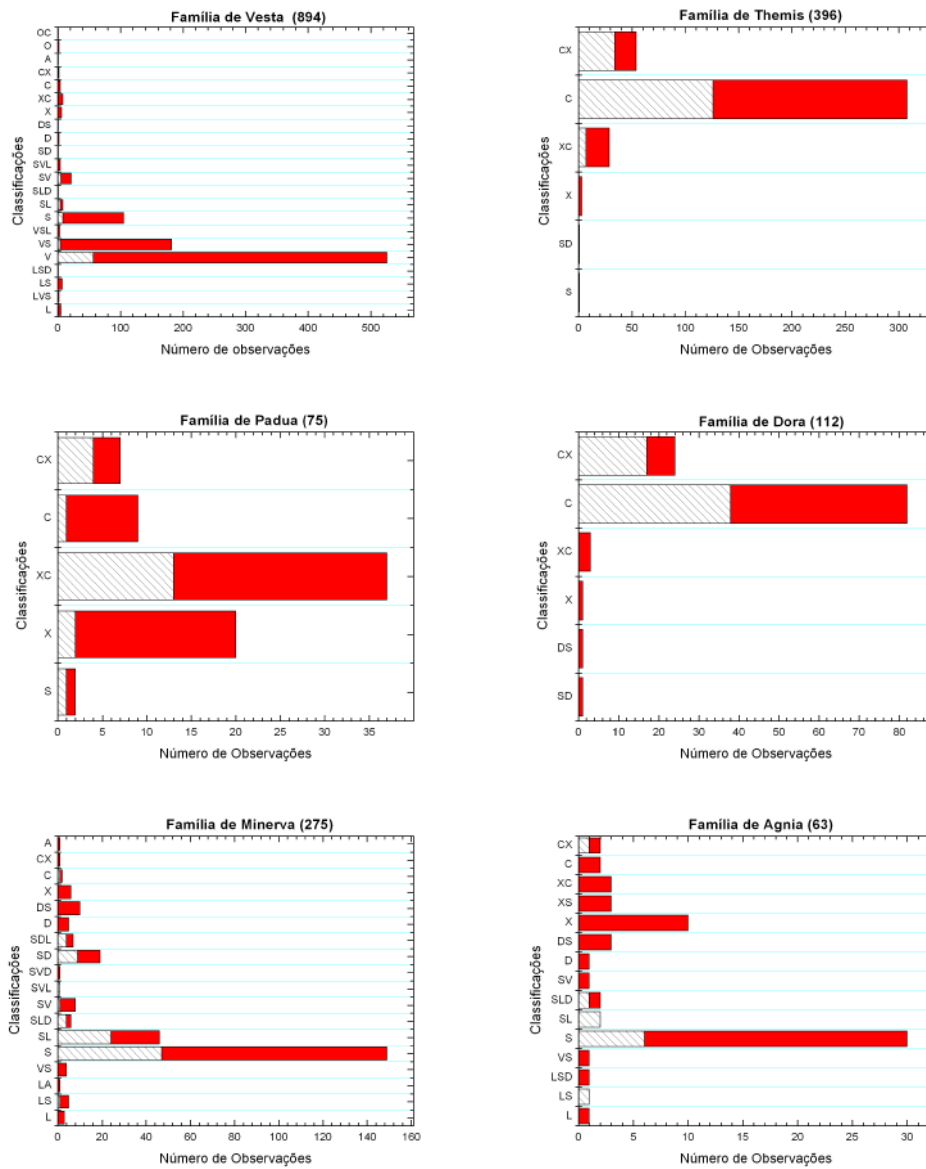 Família de Vesta (894)
Classificações
OC
O
A
CX
C
XC
X
DS
D
SD
SVL
SV
SLD
SL
S
VSL
VS
V
LSD
LS
LVS
L
0 100 200 300 400 500
Número de observações
Família de Themis (396)
Classificações
CX
C
XC
X
SD
S
0 50 100 150 200 250 300
Número de Observações
Família de Padua (75)
Classificações
CX
C
XC
X
S
0 5 10 15 20 25 30 35
Número de Observações
Família de Dora (112)
Classificações
CX
C
XC
X
DS
SD
0 10 20 30 40 50 60 70 80
Número de Observações
Família de Minerva (275)
Classificações
A
CX
C
X
DS
D
SDL
SD
SVD
SVL
SV
SLD
SL
S
VS
LA
LS
L
0 20 40 60 80 100 120 140 160
Número de Observações
Família de Agnia (63)
Classificações
CX
C
XC
XS
X
DS
D
SV
SLD
SL
S
VS
LSD
LS
L
0 5 10 15 20 25 30
Número de Observações